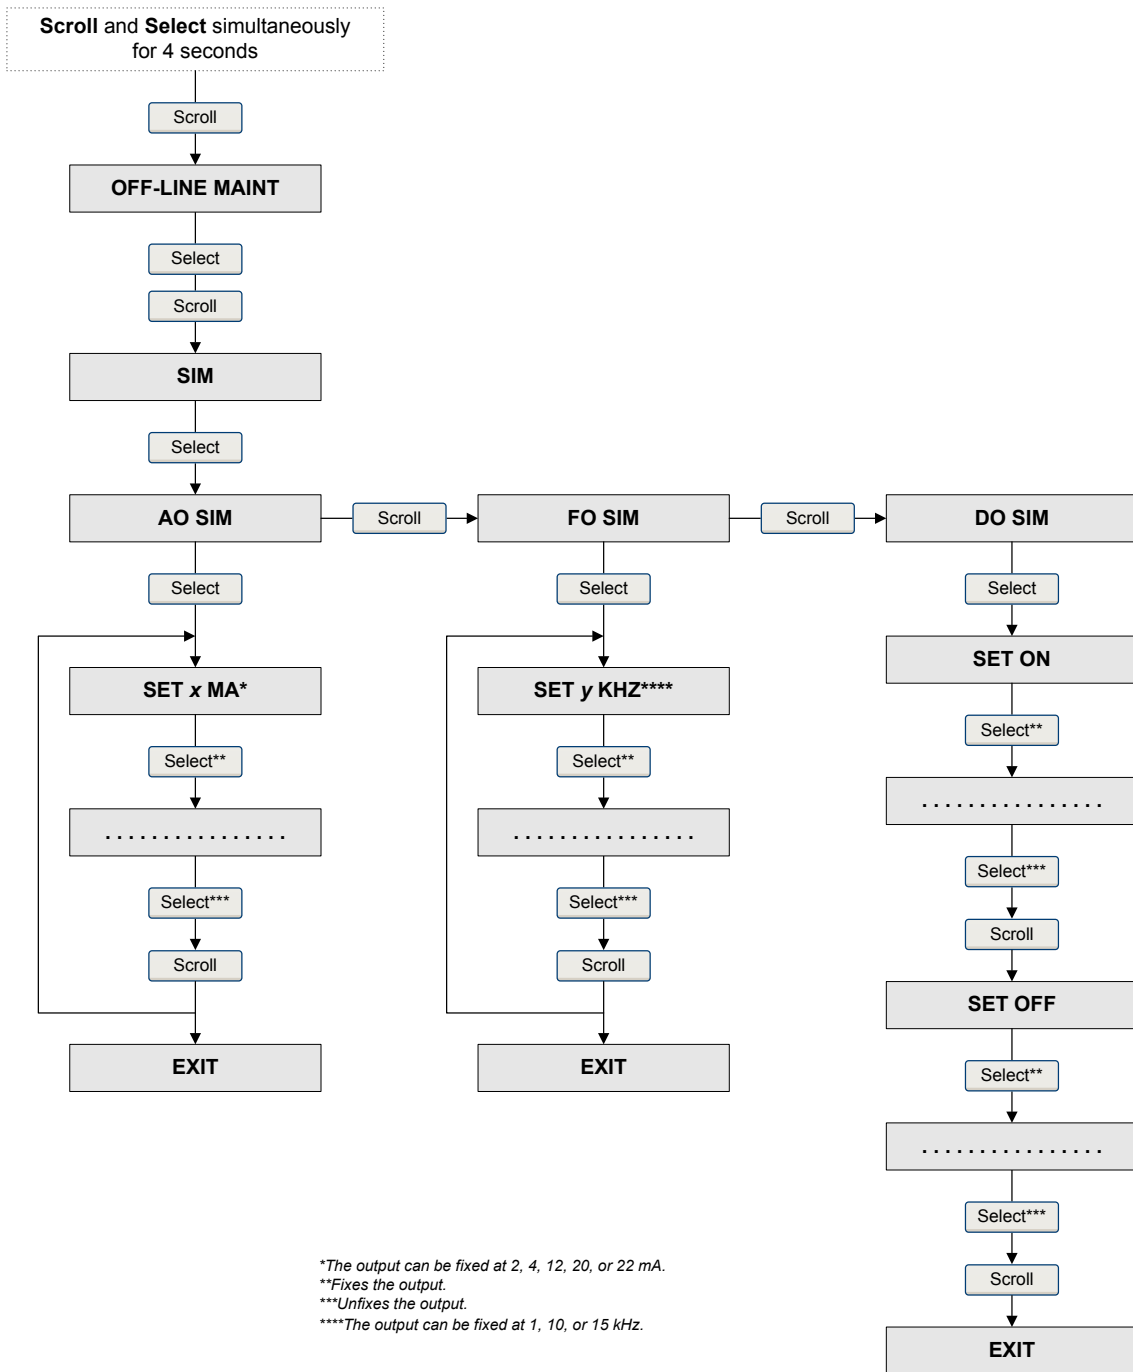 Scroll and Select simultaneously
for 4 seconds
Scroll
OFF-LINE MAINT
Select
Scroll
SIM
Select
AO SIM
Scroll
FO SIM
Scroll
DO SIM
Select
Select
Select
SET x MA*
SET y KHZ****
SET ON
Select**
Select**
Select**
. . . . . . . . . . . . . . . .
. . . . . . . . . . . . . . . .
. . . . . . . . . . . . . . . .
Select***
Select***
Select***
Scroll
Scroll
Scroll
SET OFF
EXIT
EXIT
Select**
. . . . . . . . . . . . . . . .
Select***
Scroll
EXIT
*The output can be fixed at 2, 4, 12, 20, or 22 mA.
**Fixes the output.
***Unfixes the output.
****The output can be fixed at 1, 10, or 15 kHz.